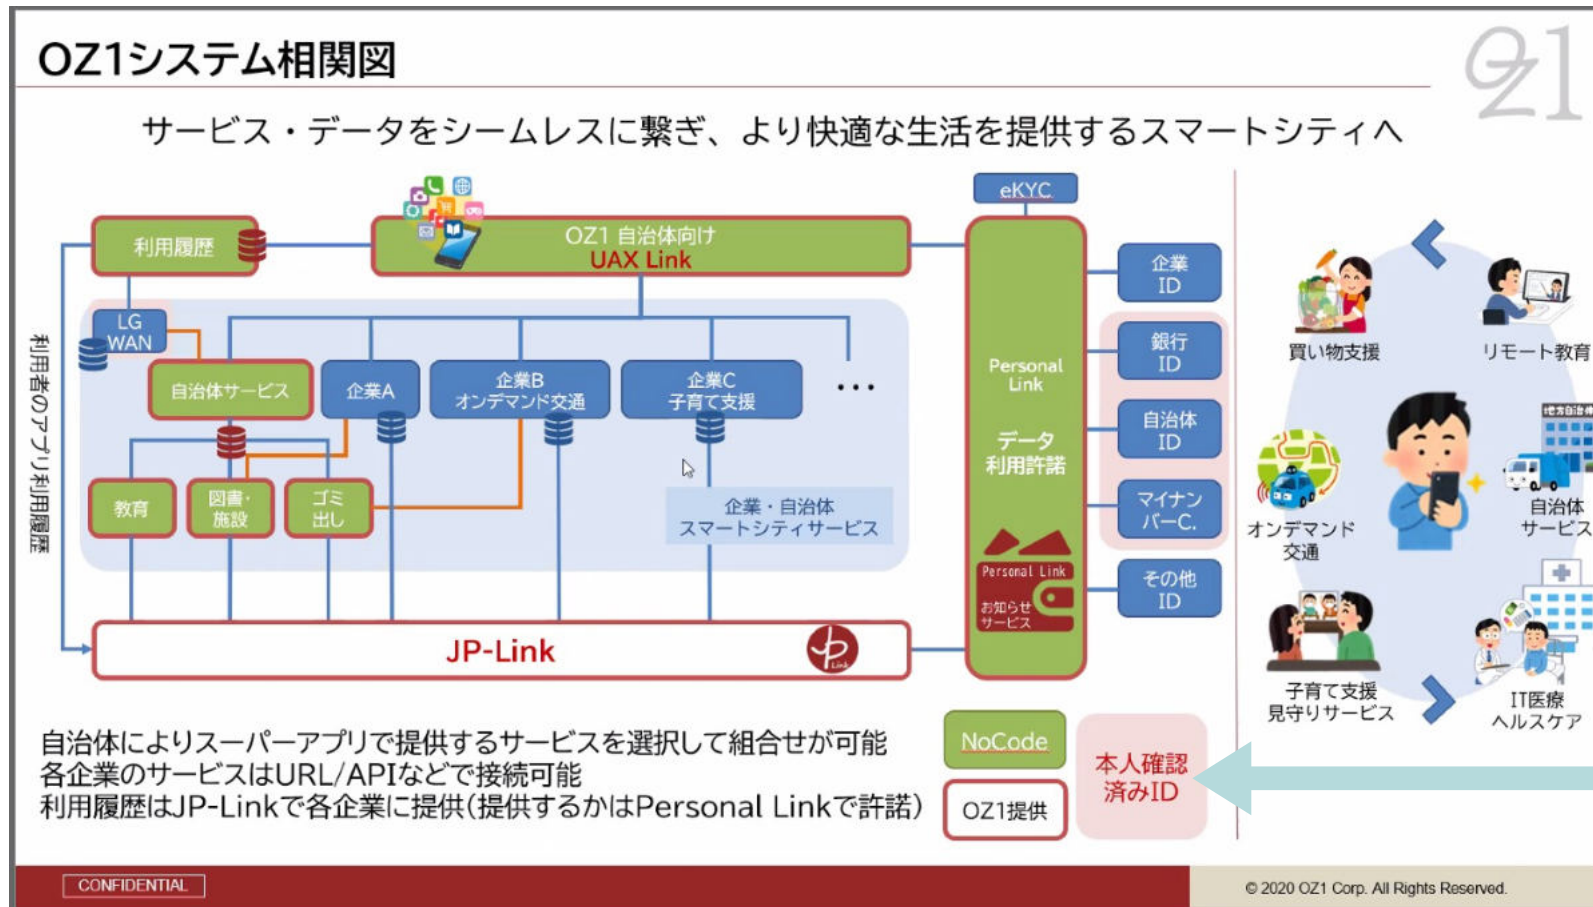 OZ1システム相関図
OZ1
サービス・データをシームレスに繋ぎ、より快適な生活を提供するスマートシティへ
eKYC
利用履歴
OZ1 自治体向け
UAX Link
企業
ID
LG
WAN
利用者のアプリ利用履歴
自治体サービス
企業A
企業B
オンデマンド交通
企業C
子育て支援
・・・
Personal
Link
データ
利用許諾
銀行
ID
自治体
ID
教育
図書・
施設
ゴミ
出し
企業・自治体
スマートシティサービス
マイナン
バーC.
Personal Link
お知らせ
サービス
その他
ID
JP-Link
JP
Link
買い物支援
リモート教育
地方自治体
オンデマンド
交通
自治体
サービス
子育て支援
見守りサービス
IT医療
ヘルスケア
自治体によりスーパーアプリで提供するサービスを選択して組合せが可能
各企業のサービスはURL/APIなどで接続可能
利用履歴はJP-Linkで各企業に提供(提供するかはPersonal Linkで許諾)
NoCode
OZ1提供
本人確認
済みID
CONFIDENTIAL
© 2020 OZ1 Corp. All Rights Reserved.